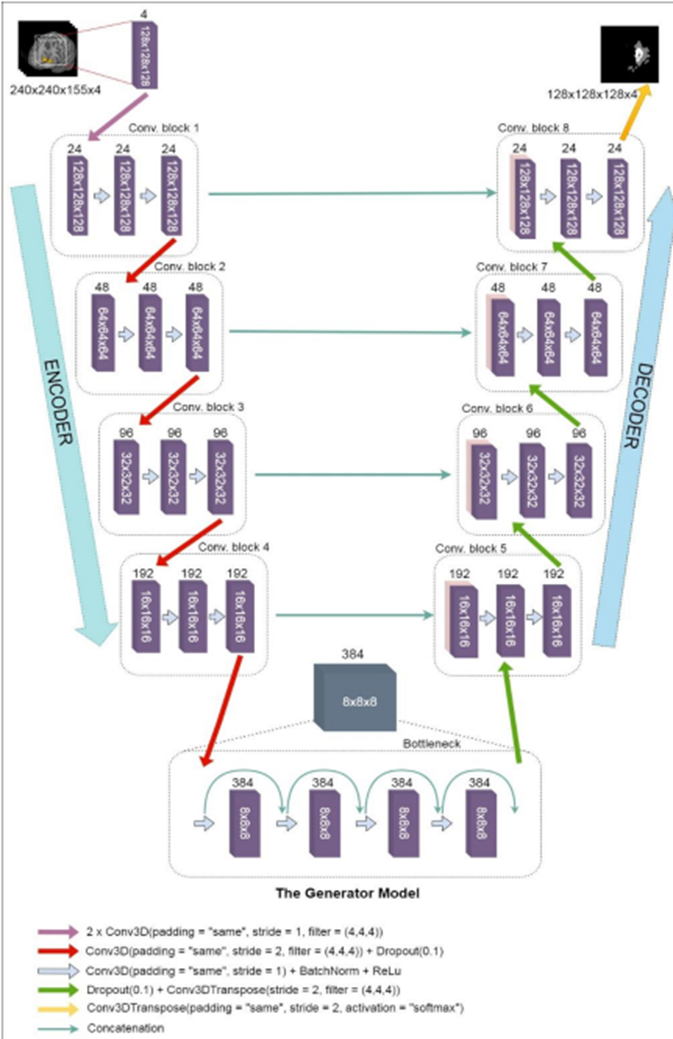 4
128x128x128
240x240x155x4
128x128x128x4
Conv. block 1
24 24 24
128x128x128 128x128x128 128x128x128
Conv. block 8
24 24 24
128x128x128 128x128x128 128x128x128
Conv. block 2
48 48 48
64x64x64 64x64x64 64x64x64
Conv. block 7
48 48 48
64x64x64 64x64x64 64x64x64
ENCODER
DECODER
Conv. block 3
96 96 96
32x32x32 32x32x32 32x32x32
Conv. block 6
96 96 96
32x32x32 32x32x32 32x32x32
Conv. block 4
192 192 192
16x16x16 16x16x16 16x16x16
Conv. block 5
192 192 192
16x16x16 16x16x16 16x16x16
384
8x8x8
Bottleneck
384 384 384 384
8x8x8 8x8x8 8x8x8 8x8x8
The Generator Model
2 x Conv3D(padding = "same", stride = 1, filter = (4,4,4))
Conv3D(padding = "same", stride = 2, filter = (4,4,4)) + Dropout(0.1)
Conv3D(padding = "same", stride = 1) + BatchNorm + ReLu
Dropout(0.1) + Conv3DTranspose(stride = 2, filter = (4,4,4))
Conv3DTranspose(padding = "same", stride = 2, activation = "softmax")
Concatenation